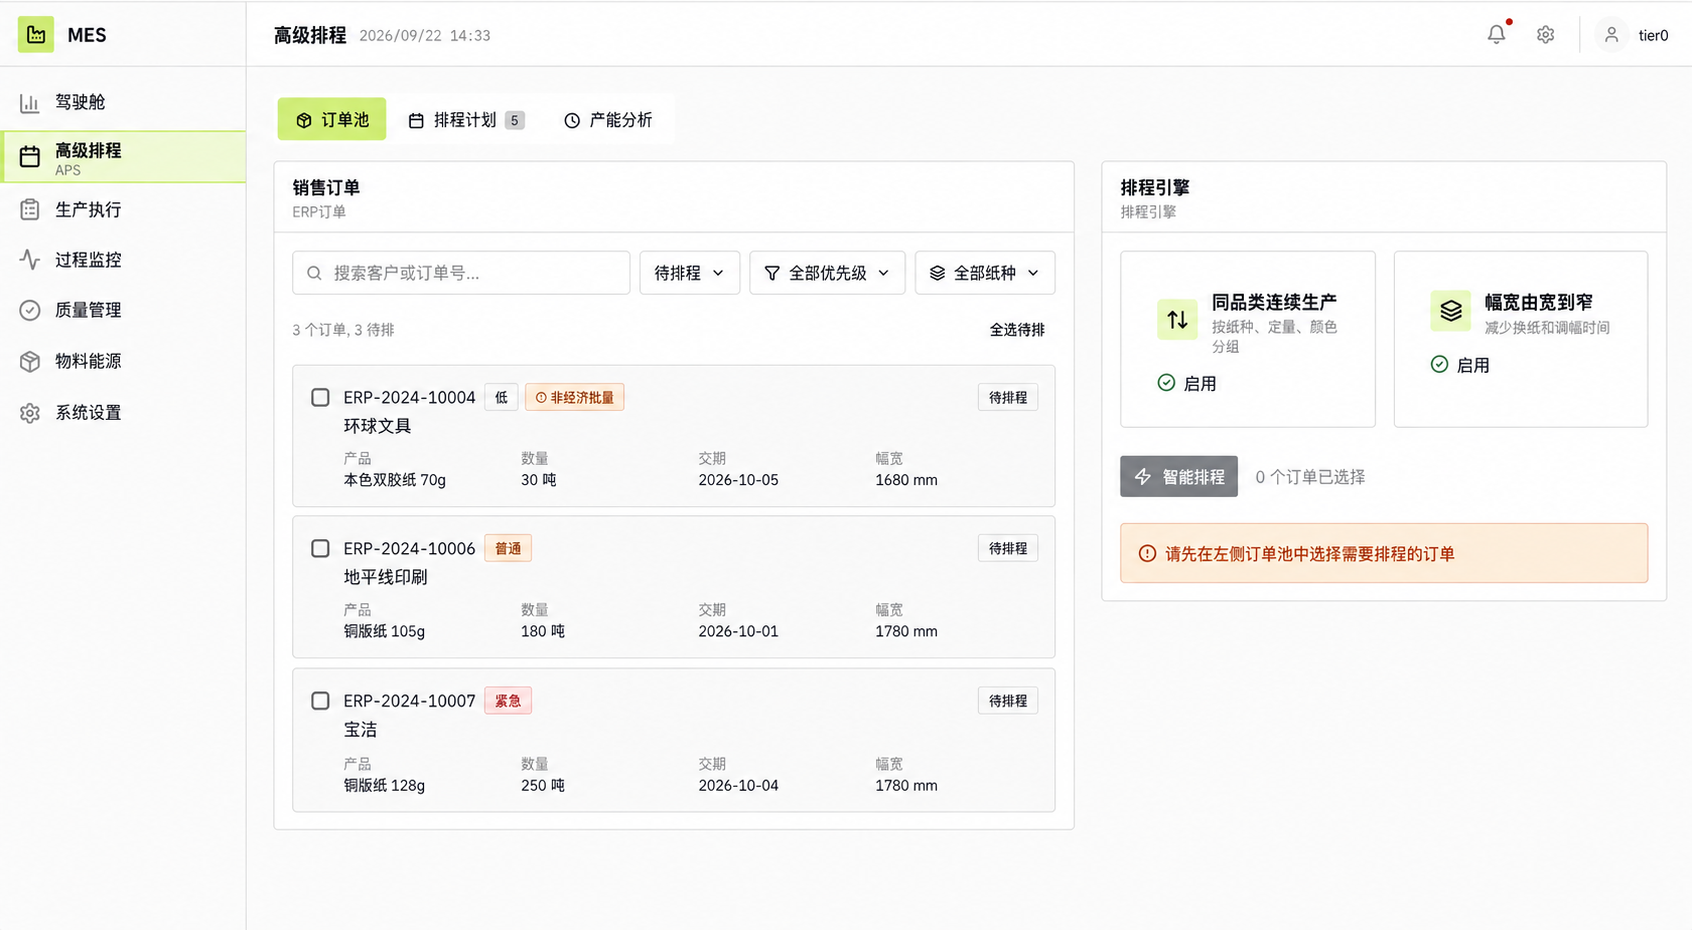 MES
高级排程 2026/09/22 14:33
tier0
驾驶舱
高级排程
APS
生产执行
过程监控
质量管理
物料能源
系统设置
订单池
排程计划 5
产能分析
销售订单
ERP订单
搜索客户或订单号...
待排程
全部优先级
全部纸种
3 个订单, 3 待排
全选待排
ERP-2024-10004 低 非经济批量 待排程
环球文具
产品 数量 交期 幅宽
本色双胶纸 70g 30 吨 2026-10-05 1680 mm
ERP-2024-10006 普通 待排程
地平线印刷
产品 数量 交期 幅宽
铜版纸 105g 180 吨 2026-10-01 1780 mm
ERP-2024-10007 紧急 待排程
宝洁
产品 数量 交期 幅宽
铜版纸 128g 250 吨 2026-10-04 1780 mm
排程引擎
排程引擎
同品类连续生产
按纸种、定量、颜色
分组
启用
幅宽由宽到窄
减少换纸和调幅时间
启用
智能排程 0 个订单已选择
请先在左侧订单池中选择需要排程的订单